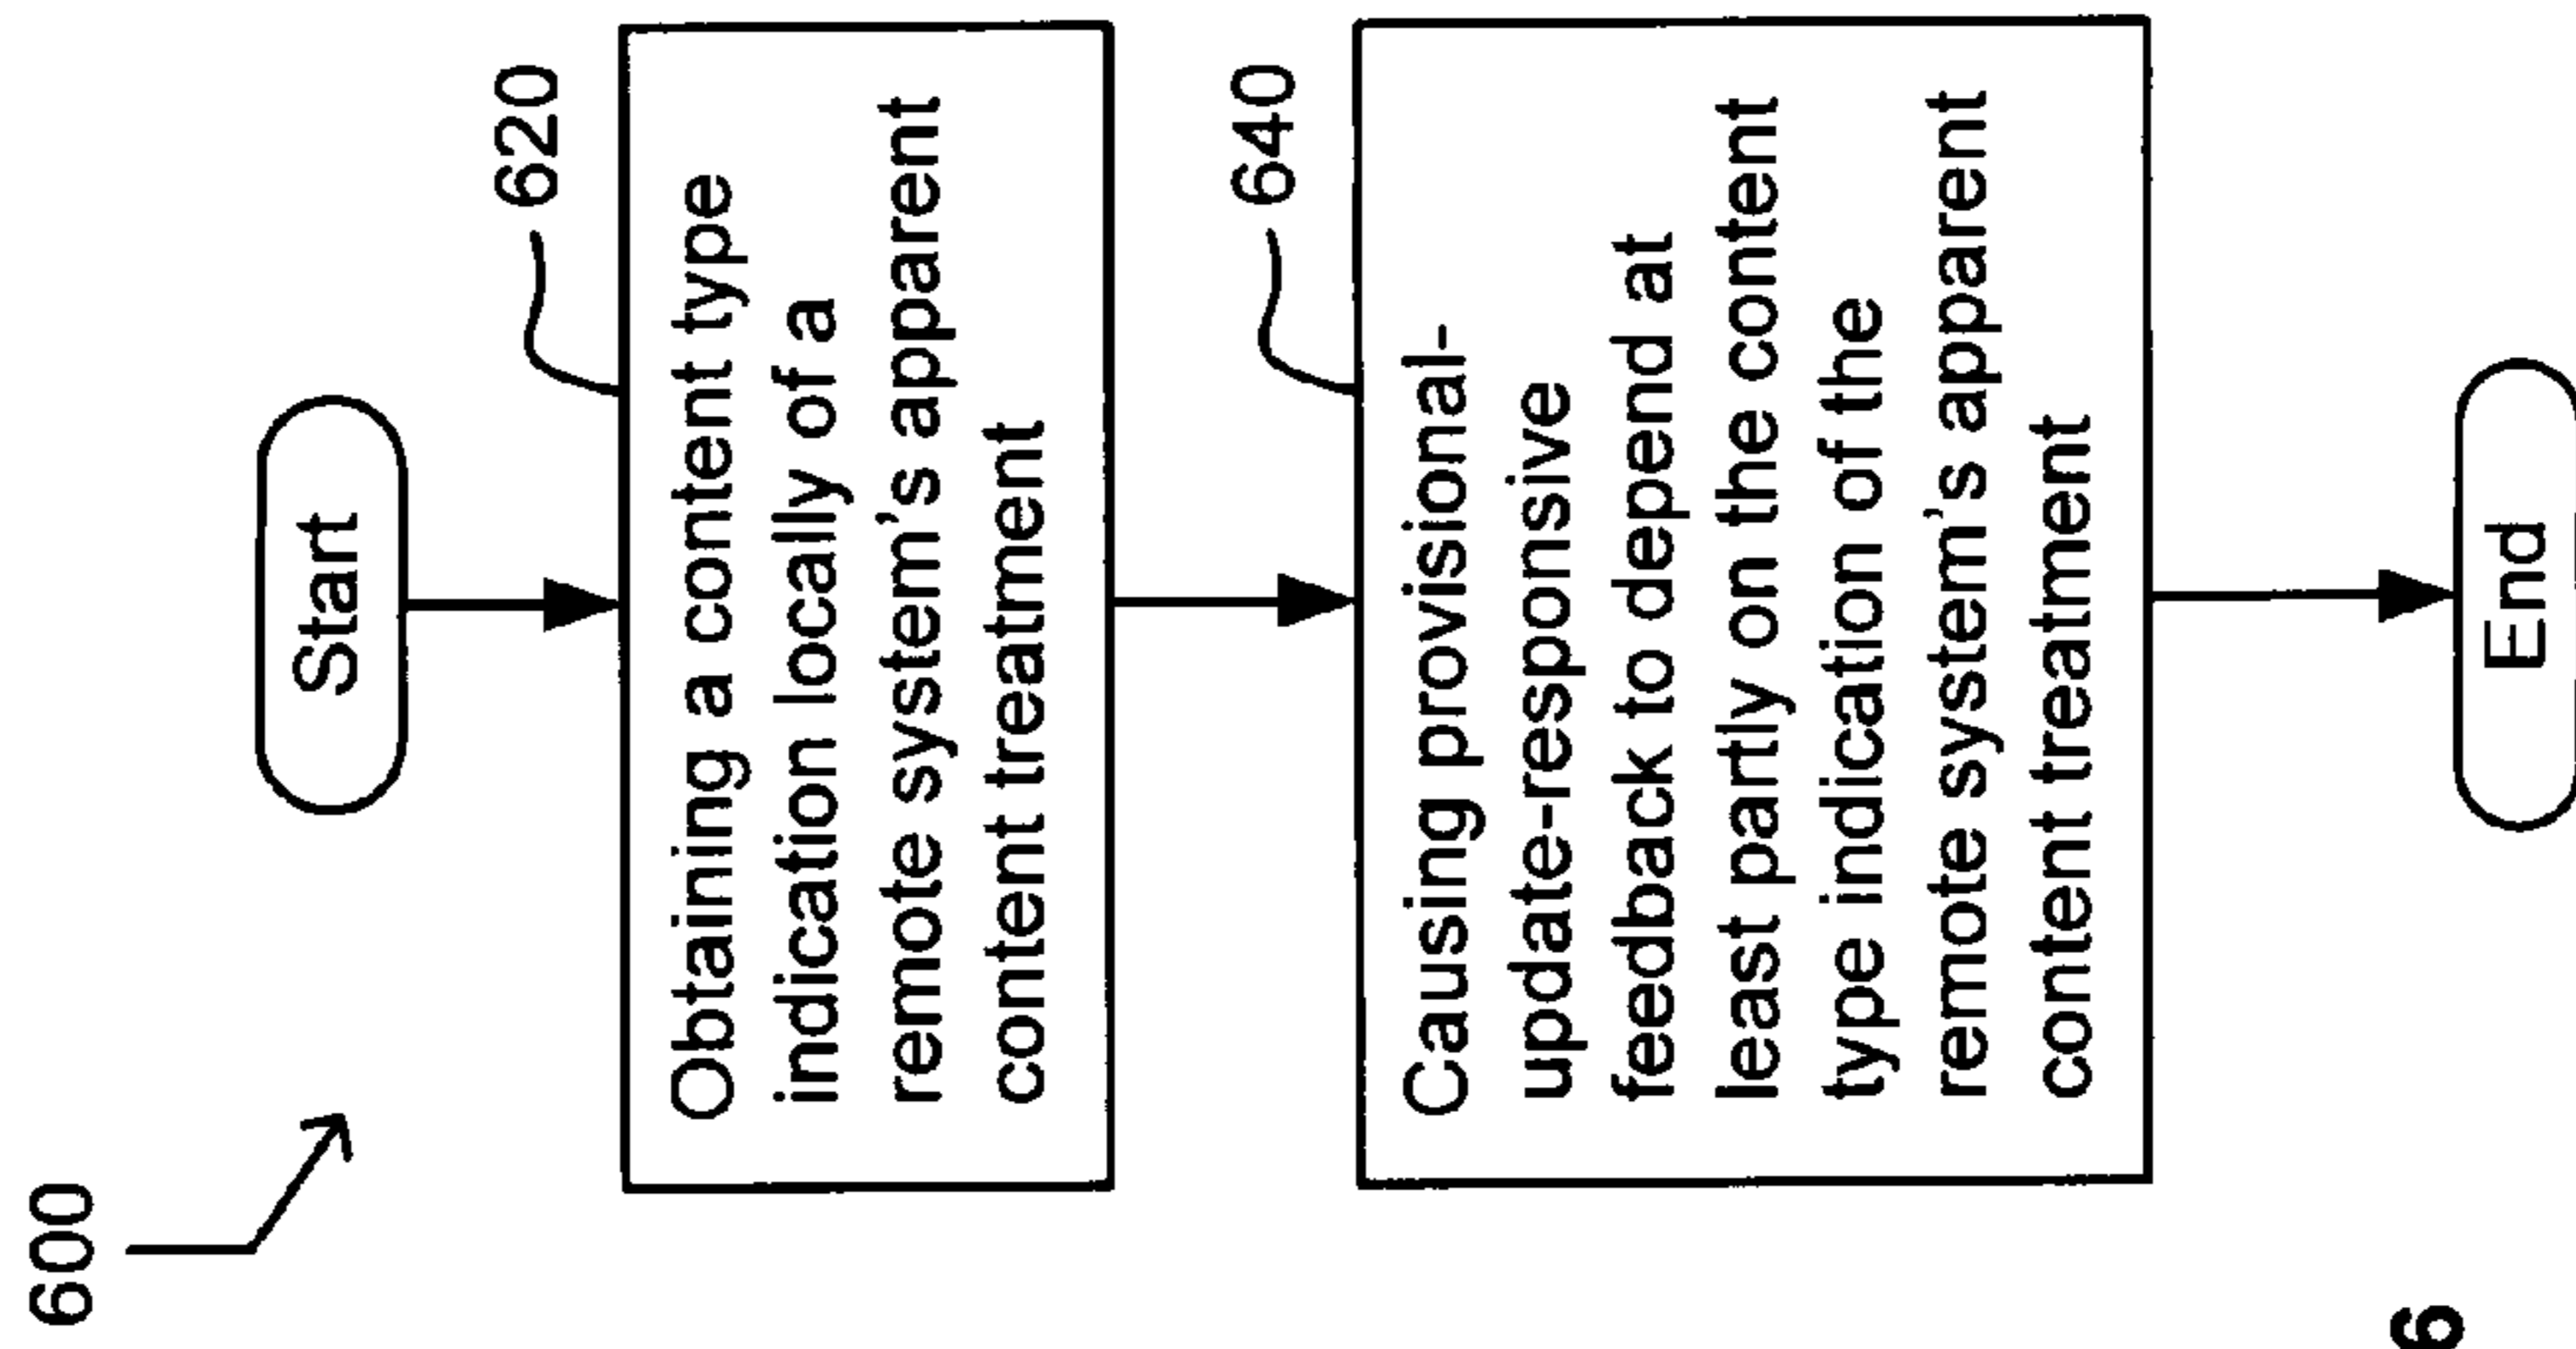 600
Start
620
Obtaining a content type
indication locally of a
remote system's apparent
content treatment
640
Causing provisional-
update-responsive
feedback to depend at
least partly on the content
type indication of the
remote system's apparent
content treatment
End
6